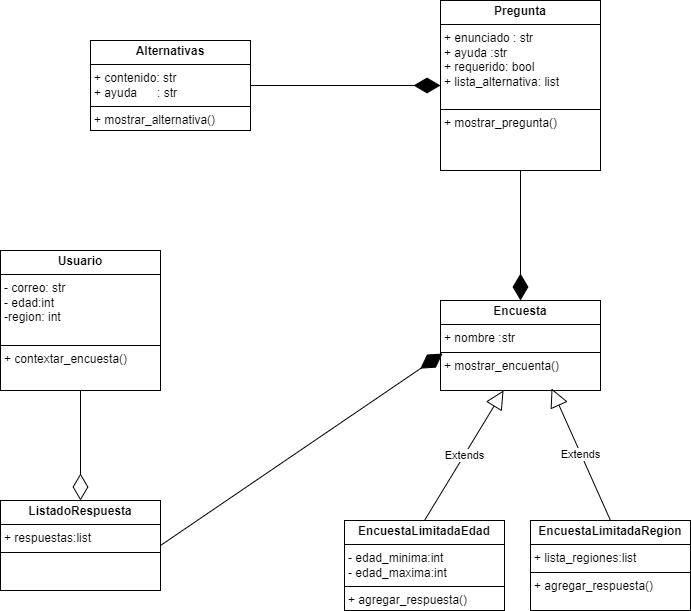 Pregunta
+ enunciado : str
+ ayuda :str
+ requerido: bool
+ lista_alternativa: list
+ mostrar_pregunta()
Alternativas
+ contenido: str
+ ayuda : str
+ mostrar_alternativa()
Usuario
- correo: str
- edad:int
-region: int
+ contextar_encuesta()
Encuesta
+ nombre :str
+ mostrar_encuenta()
Extends
Extends
ListadoRespuesta
+ respuestas:list
EncuestaLimitadaEdad
- edad_minima:int
- edad_maxima:int
+ agregar_respuesta()
EncuestaLimitadaRegion
+ lista_regiones:list
+ agregar_respuesta()